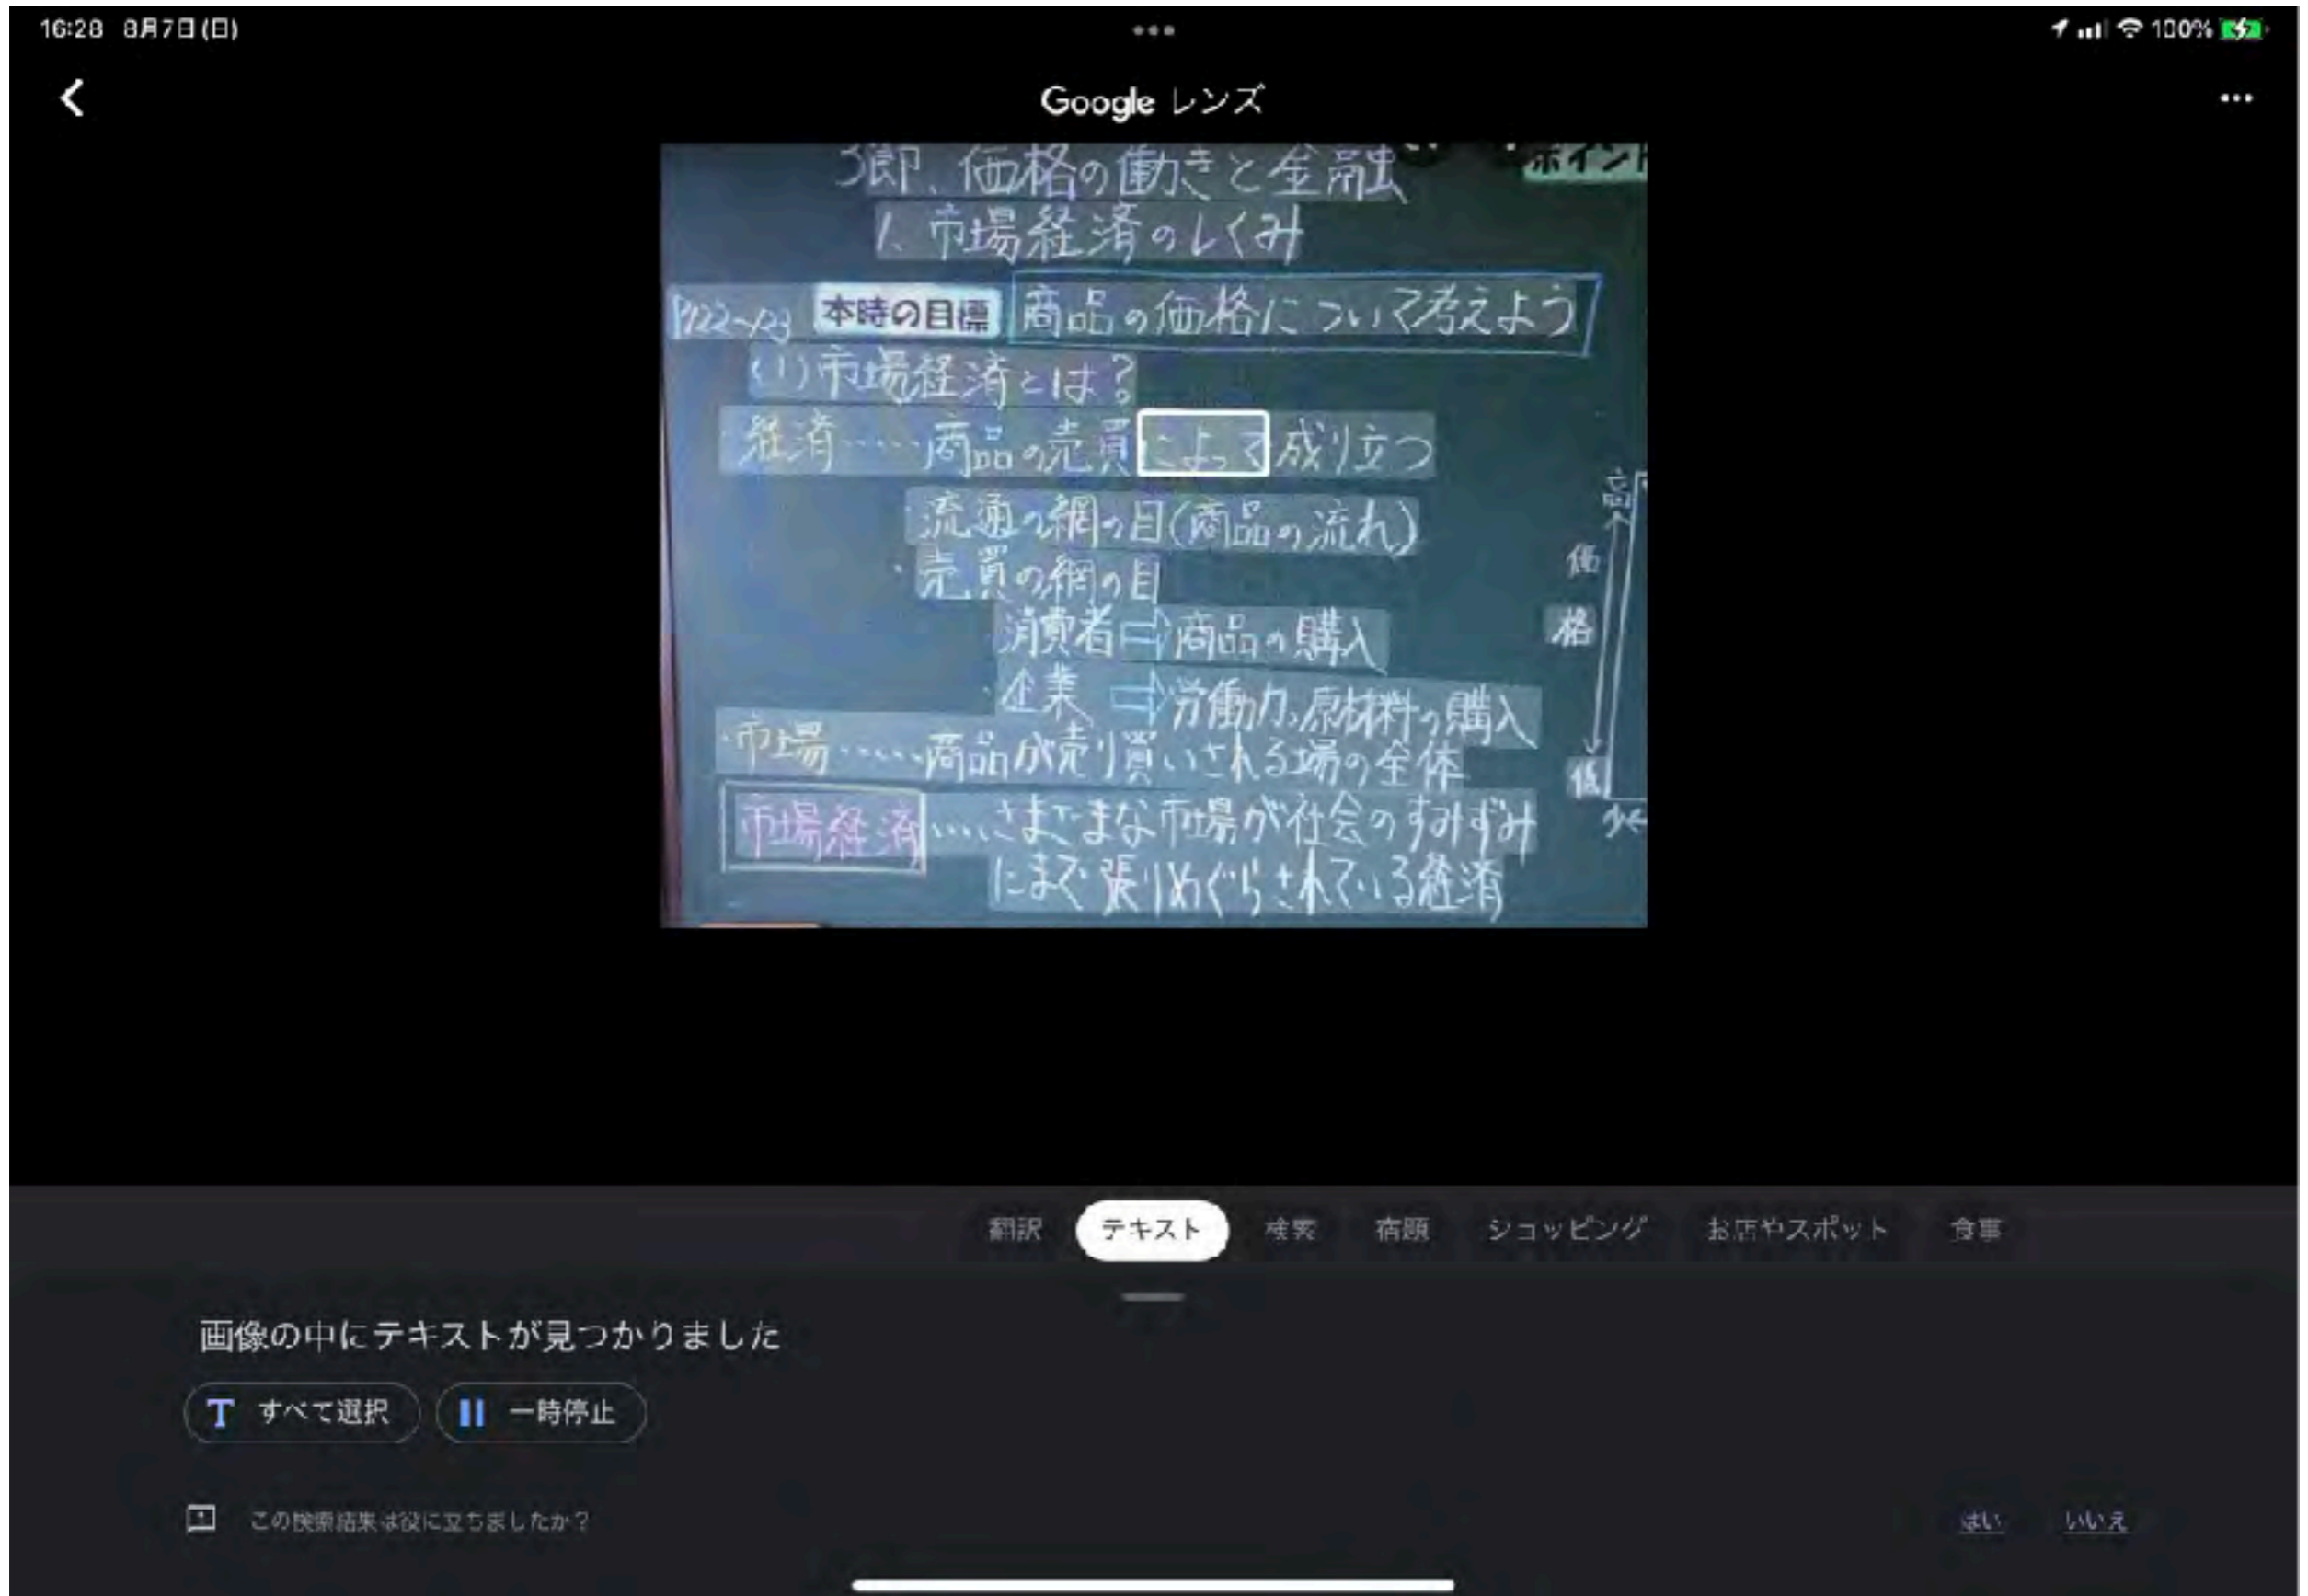 16:28 8月7日(日)
100%
Google レンズ
ポイント
3節、価格の働きと金融
1、市場経済のしくみ
P122~123 本時の目標 商品の価格について考えよう
(1)市場経済とは?
経済……商品の売買によって成り立つ
・流通の網の目(商品の流れ)
・売買の網の目
消費者⇨商品の購入
・企業 ⇨労働力、原材料の購入
・市場……商品が売り買いされる場の全体
市場経済……さまざまな市場が社会のすみずみ
にまで張りめぐらされている経済
高
価
格
低
少←
翻訳 テキスト 検索 宿題 ショッピング お店やスポット 食事
画像の中にテキストが見つかりました
T すべて選択 一時停止
この検索結果は役に立ちましたか?
はい いいえ